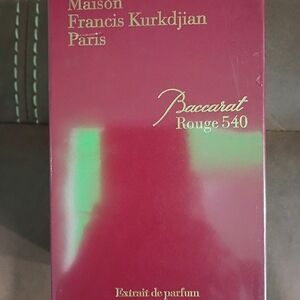 Maison
Francis Kurkdjian
Paris
Baccarat
Rouge 540
Extrait de parfum